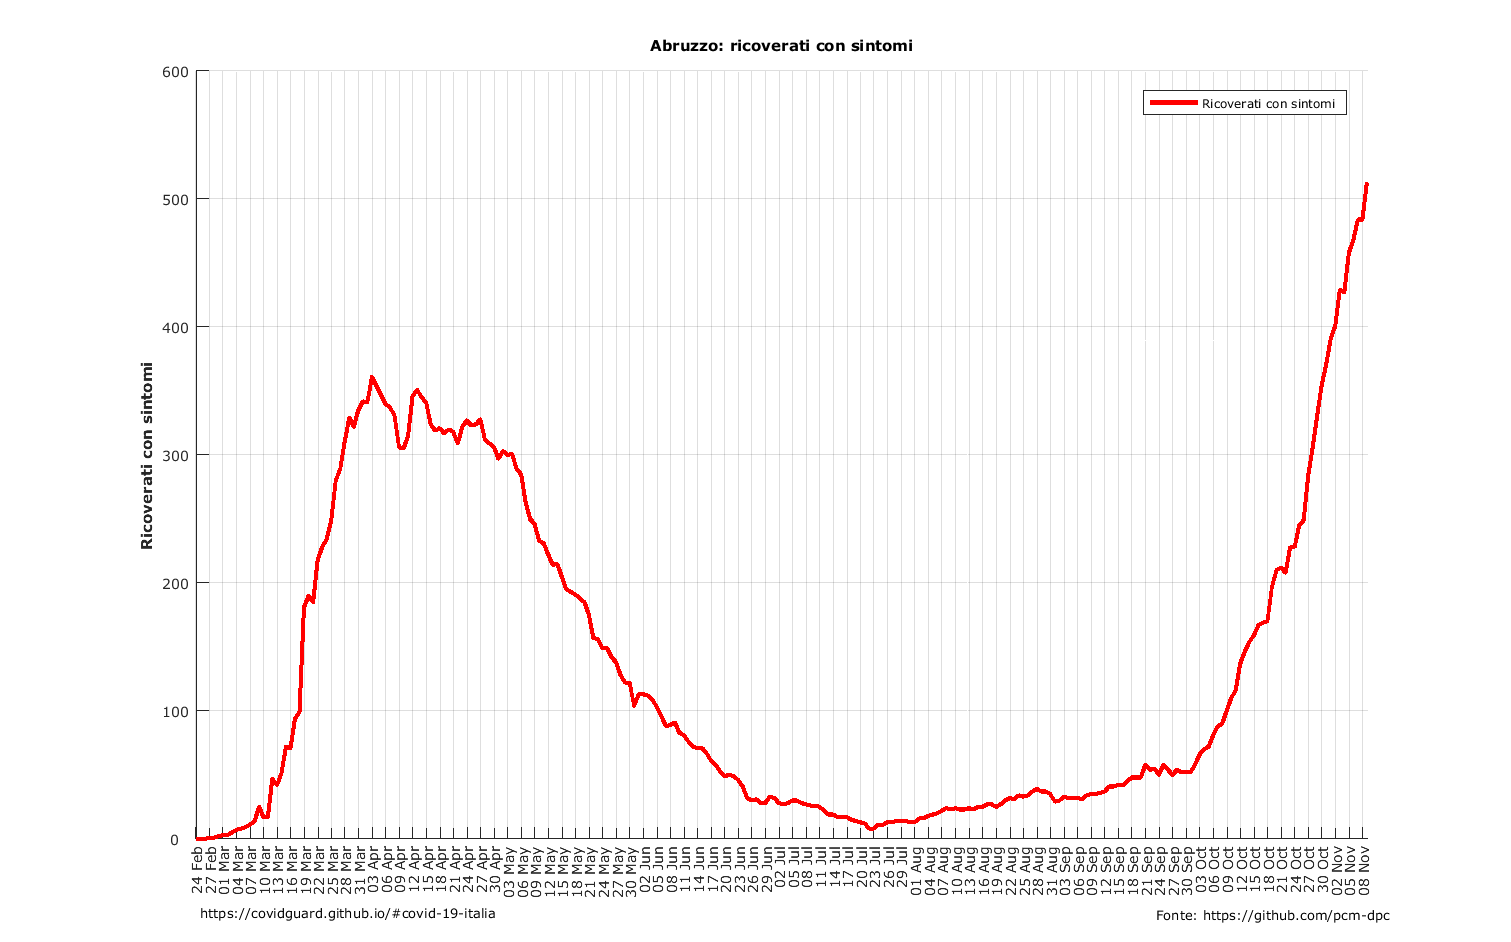 Abruzzo: ricoverati con sintomi
Ricoverati con sintomi
Ricoverati con sintomi
600
500
400
300
200
100
0
24 Feb
27 Feb
01 Mar
04 Mar
07 Mar
10 Mar
13 Mar
16 Mar
19 Mar
22 Mar
25 Mar
28 Mar
31 Mar
03 Apr
06 Apr
09 Apr
12 Apr
15 Apr
18 Apr
21 Apr
24 Apr
27 Apr
30 Apr
03 May
06 May
09 May
12 May
15 May
18 May
21 May
24 May
27 May
30 May
02 Jun
05 Jun
08 Jun
11 Jun
14 Jun
17 Jun
20 Jun
23 Jun
26 Jun
29 Jun
02 Jul
05 Jul
08 Jul
11 Jul
14 Jul
17 Jul
20 Jul
23 Jul
26 Jul
29 Jul
01 Aug
04 Aug
07 Aug
10 Aug
13 Aug
16 Aug
19 Aug
22 Aug
25 Aug
28 Aug
31 Aug
03 Sep
06 Sep
09 Sep
12 Sep
15 Sep
18 Sep
21 Sep
24 Sep
27 Sep
30 Sep
03 Oct
06 Oct
09 Oct
12 Oct
15 Oct
18 Oct
21 Oct
24 Oct
27 Oct
30 Oct
02 Nov
05 Nov
08 Nov
https://covidguard.github.io/#covid-19-italia
Fonte: https://github.com/pcm-dpc